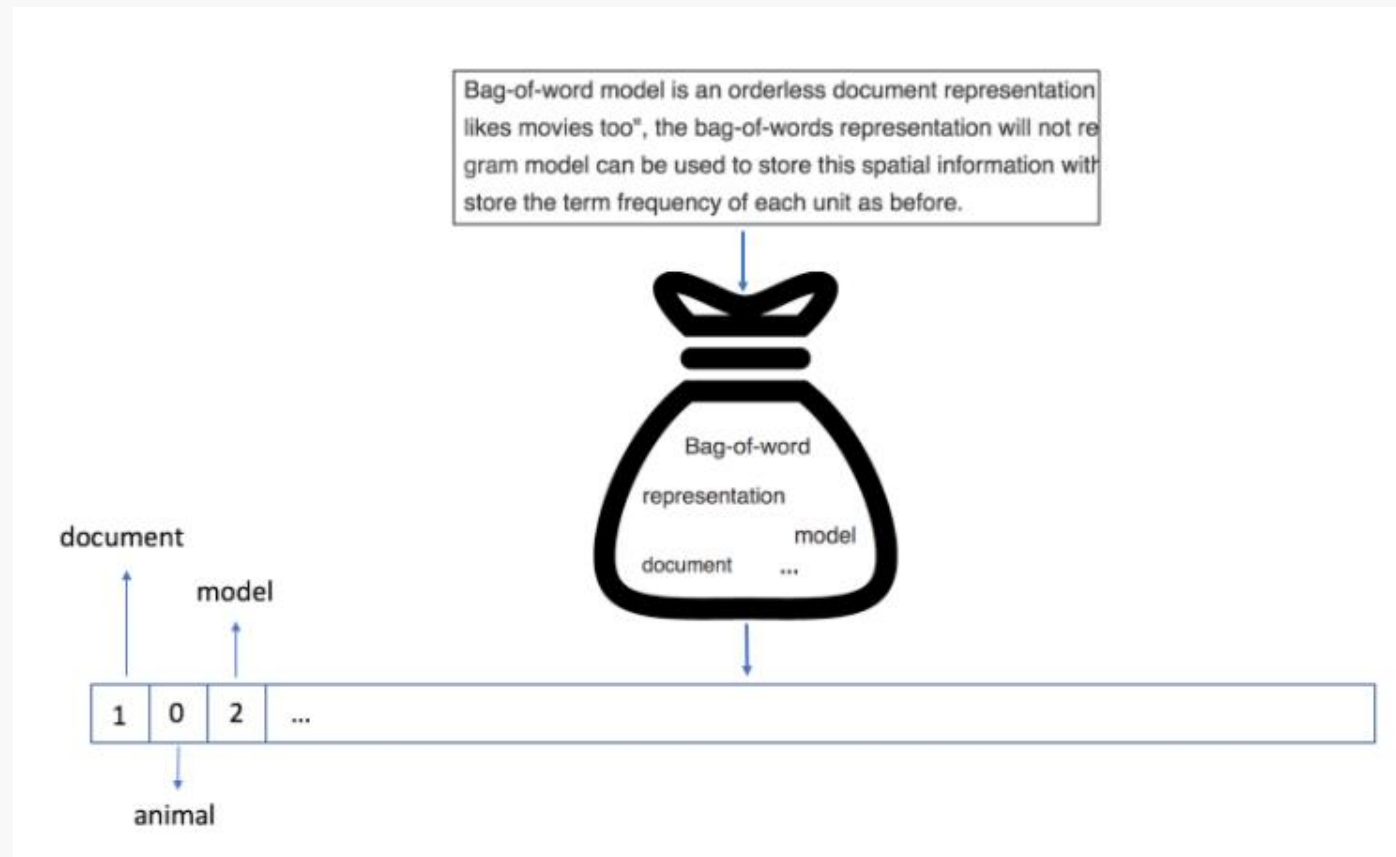 Bag-of-word model is an orderless document representation
likes movies too", the bag-of-words representation will not re
gram model can be used to store this spatial information with
store the term frequency of each unit as before.
Bag-of-word
representation
model
document ...
document
model
1 0 2 ...
animal